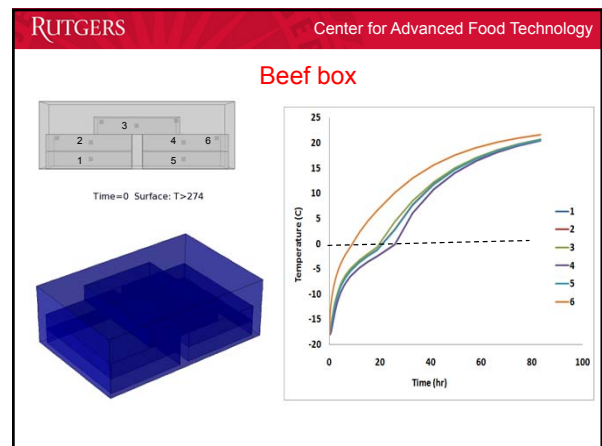 RUTGERS
Center for Advanced Food Technology
Beef box
3
2 4 6
1 5
Time=0 Surface: T>274
25
20
15
10
5
0
-5
-10
-15
-20
Temperature (C)
0 20 40 60 80 100
Time (hr)
1
2
3
4
5
6